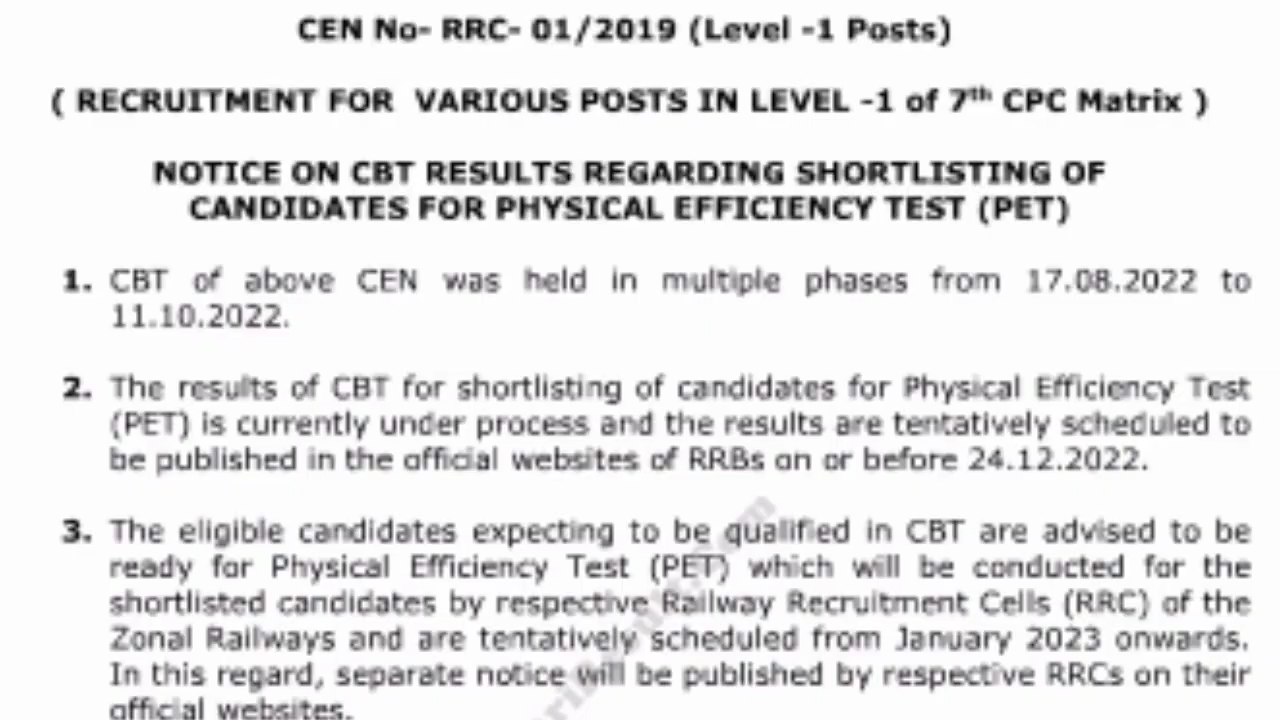 CEN No- RRC- 01/2019 (Level -1 Posts)
( RECRUITMENT FOR VARIOUS POSTS IN LEVEL -1 of 7th CPC Matrix )
NOTICE ON CBT RESULTS REGARDING SHORTLISTING OF
CANDIDATES FOR PHYSICAL EFFICIENCY TEST (PET)
1. CBT of above CEN was held in multiple phases from 17.08.2022 to
11.10.2022.
2. The results of CBT for shortlisting of candidates for Physical Efficiency Test
(PET) is currently under process and the results are tentatively scheduled to
be published in the official websites of RRBs on or before 24.12.2022.
3. The eligible candidates expecting to be qualified in CBT are advised to be
ready for Physical Efficiency Test (PET) which will be conducted for the
shortlisted candidates by respective Railway Recruitment Cells (RRC) of the
Zonal Railways and are tentatively scheduled from January 2023 onwards.
In this regard, separate notice will be published by respective RRCs on their
official websites.